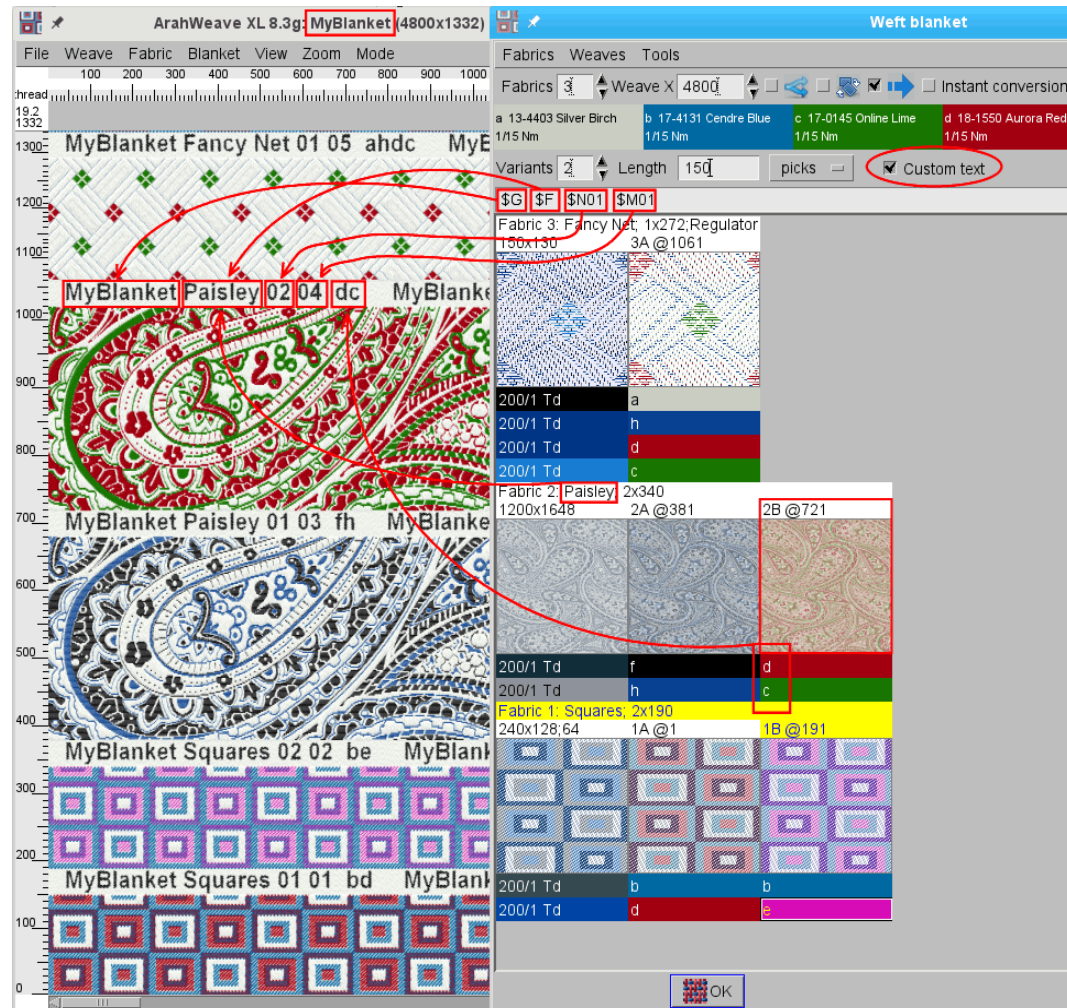 ArahWeave XL 8.3g: MyBlanket (4800x1332)
File Weave Fabric Blanket View Zoom Mode
100 200 300 400 500 600 700 800 900 1000
thread
19.2
1332
1300
MyBlanket Fancy Net 01 05 ahdc MyB
1200
1100
MyBlanket Paisley 02 04 dc MyBlanke
1000
900
800
700
MyBlanket Paisley 01 03 fh MyBlanke
600
500
400
MyBlanket Squares 02 02 be MyBlank
300
200
MyBlanket Squares 01 01 bd MyBlank
100
0
Weft blanket
Fabrics Weaves Tools
Fabrics 3 Weave X 4800 Instant conversion
a 13-4403 Silver Birch
1/15 Nm
b 17-4131 Cendre Blue
1/15 Nm
c 17-0145 Online Lime
1/15 Nm
d 18-1550 Aurora Red
1/15 Nm
Variants 2 Length 150 picks Custom text
$G $F $N01 $M01
Fabric 3: Fancy Net; 1x272;Regulator
150x130 3A @1061
200/1 Td a
200/1 Td h
200/1 Td d
200/1 Td c
Fabric 2: Paisley; 2x340
1200x1648 2A @381 2B @721
200/1 Td f d
200/1 Td h c
Fabric 1: Squares; 2x190
240x128;64 1A @1 1B @191
200/1 Td b b
200/1 Td d e
OK